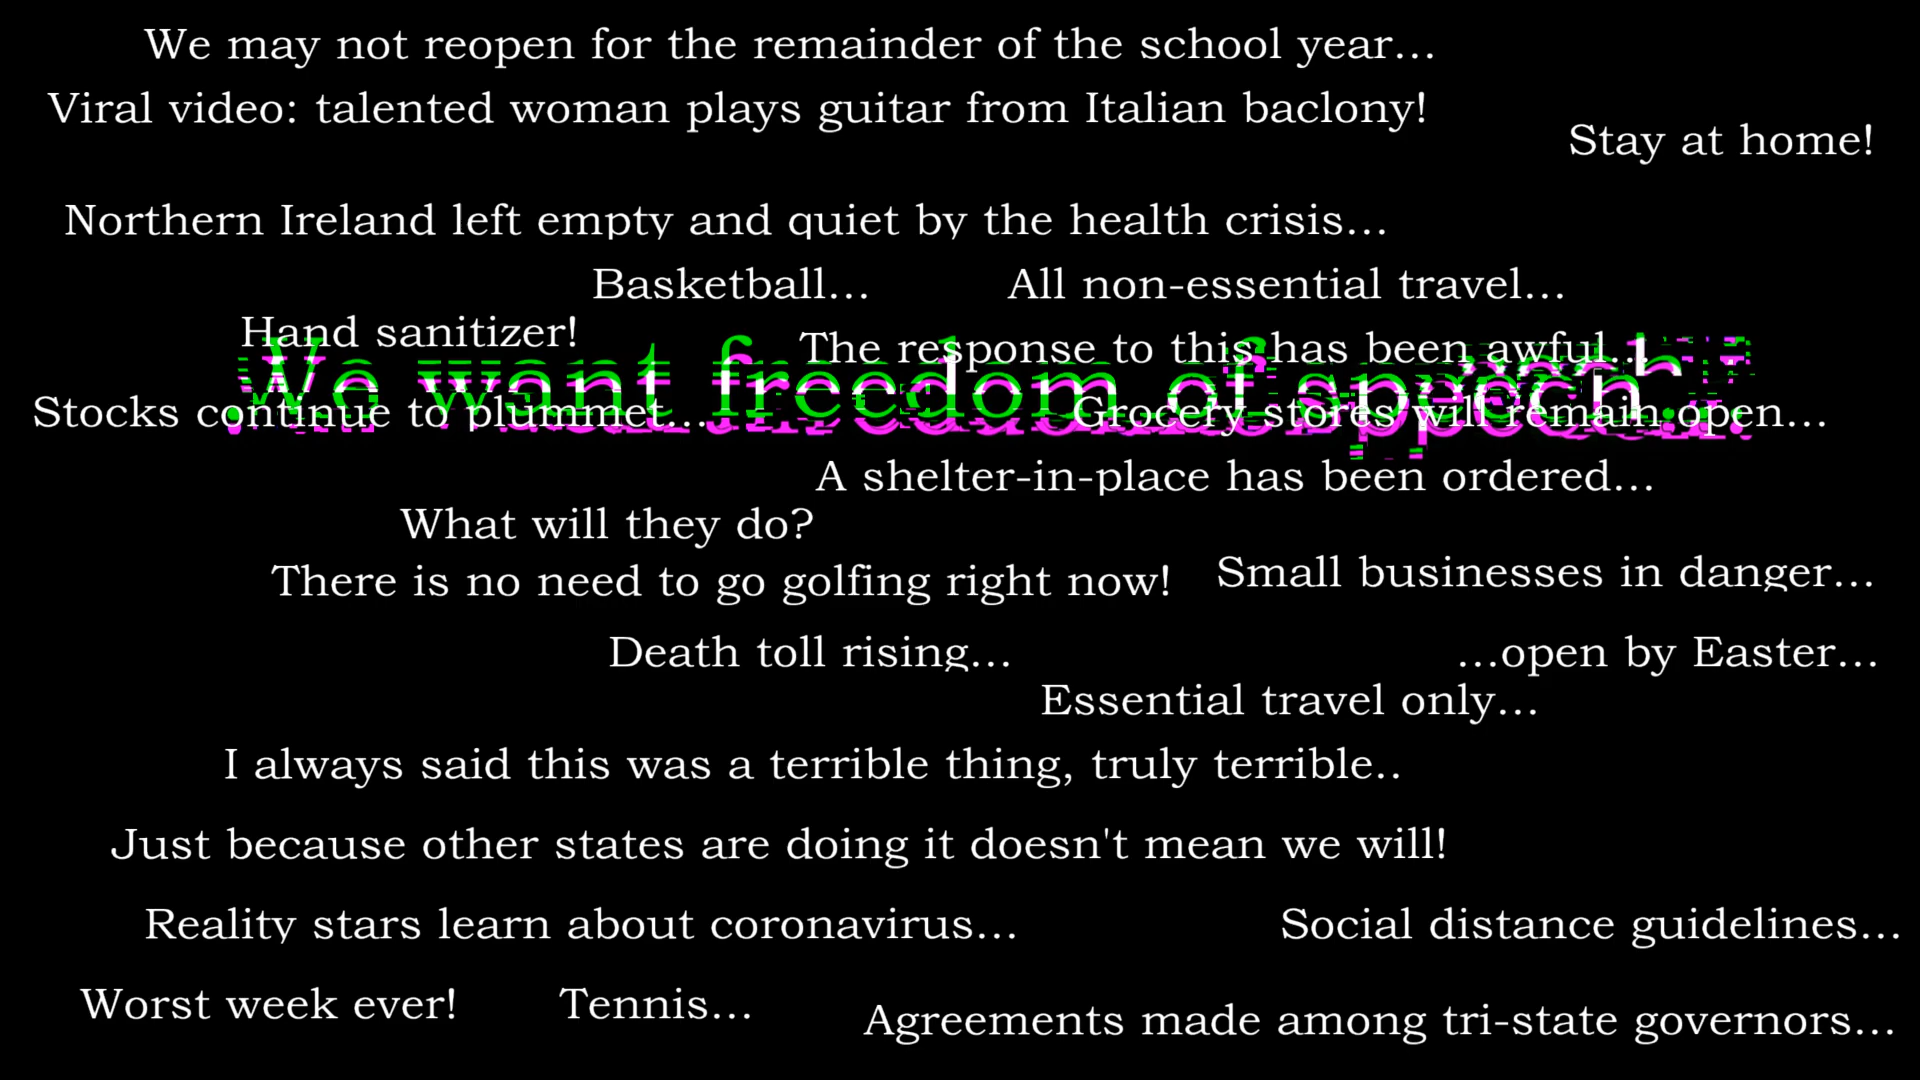 We may not reopen for the remainder of the school year...
Viral video: talented woman plays guitar from Italian baclony!
Stay at home!
Northern Ireland left empty and quiet by the health crisis...
Basketball...
All non-essential travel...
Hand sanitizer!
The response to this has been awful...
We want freedom of speech...
Stocks continue to plummet...
Grocery stores will remain open...
A shelter-in-place has been ordered...
What will they do?
There is no need to go golfing right now!
Small businesses in danger...
Death toll rising...
...open by Easter...
Essential travel only...
I always said this was a terrible thing, truly terrible..
Just because other states are doing it doesn't mean we will!
Reality stars learn about coronavirus...
Social distance guidelines...
Worst week ever!
Tennis...
Agreements made among tri-state governors...